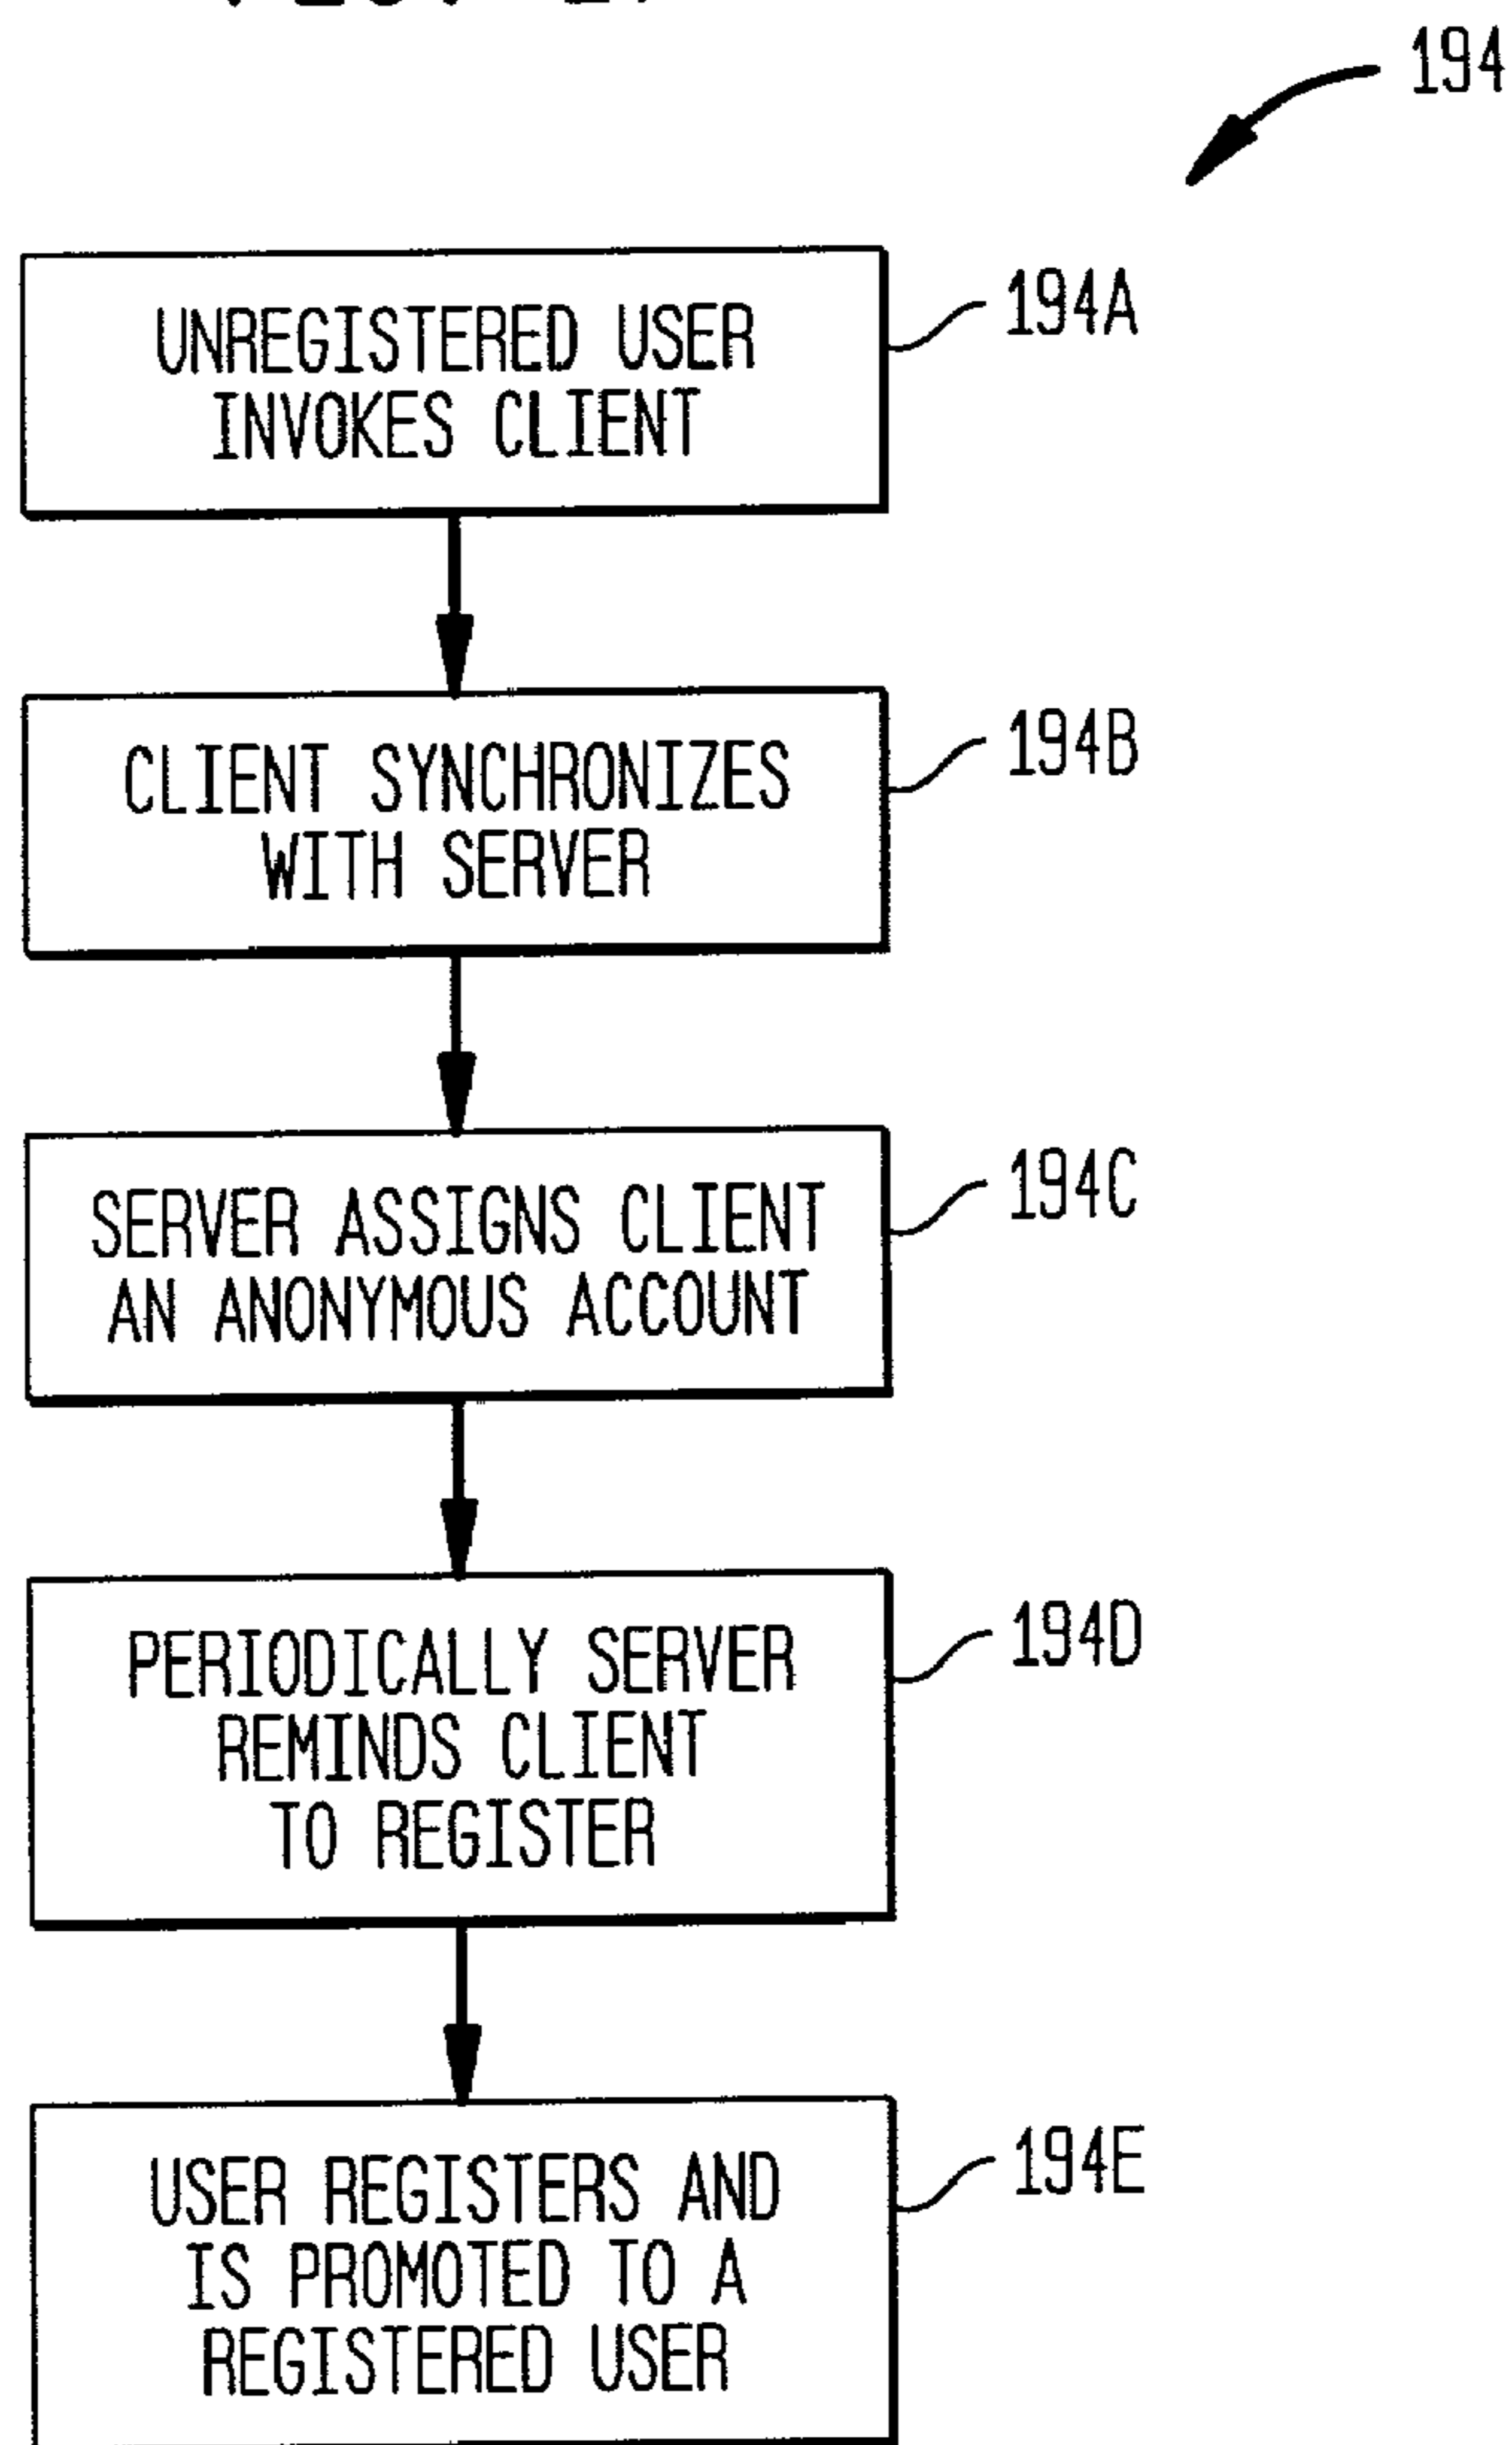 194
UNREGISTERED USER
INVOKES CLIENT
194A
CLIENT SYNCHRONIZES
WITH SERVER
194B
SERVER ASSIGNS CLIENT
AN ANONYMOUS ACCOUNT
194C
PERIODICALLY SERVER
REMINDS CLIENT
TO REGISTER
194D
USER REGISTERS AND
IS PROMOTED TO A
REGISTERED USER
194E